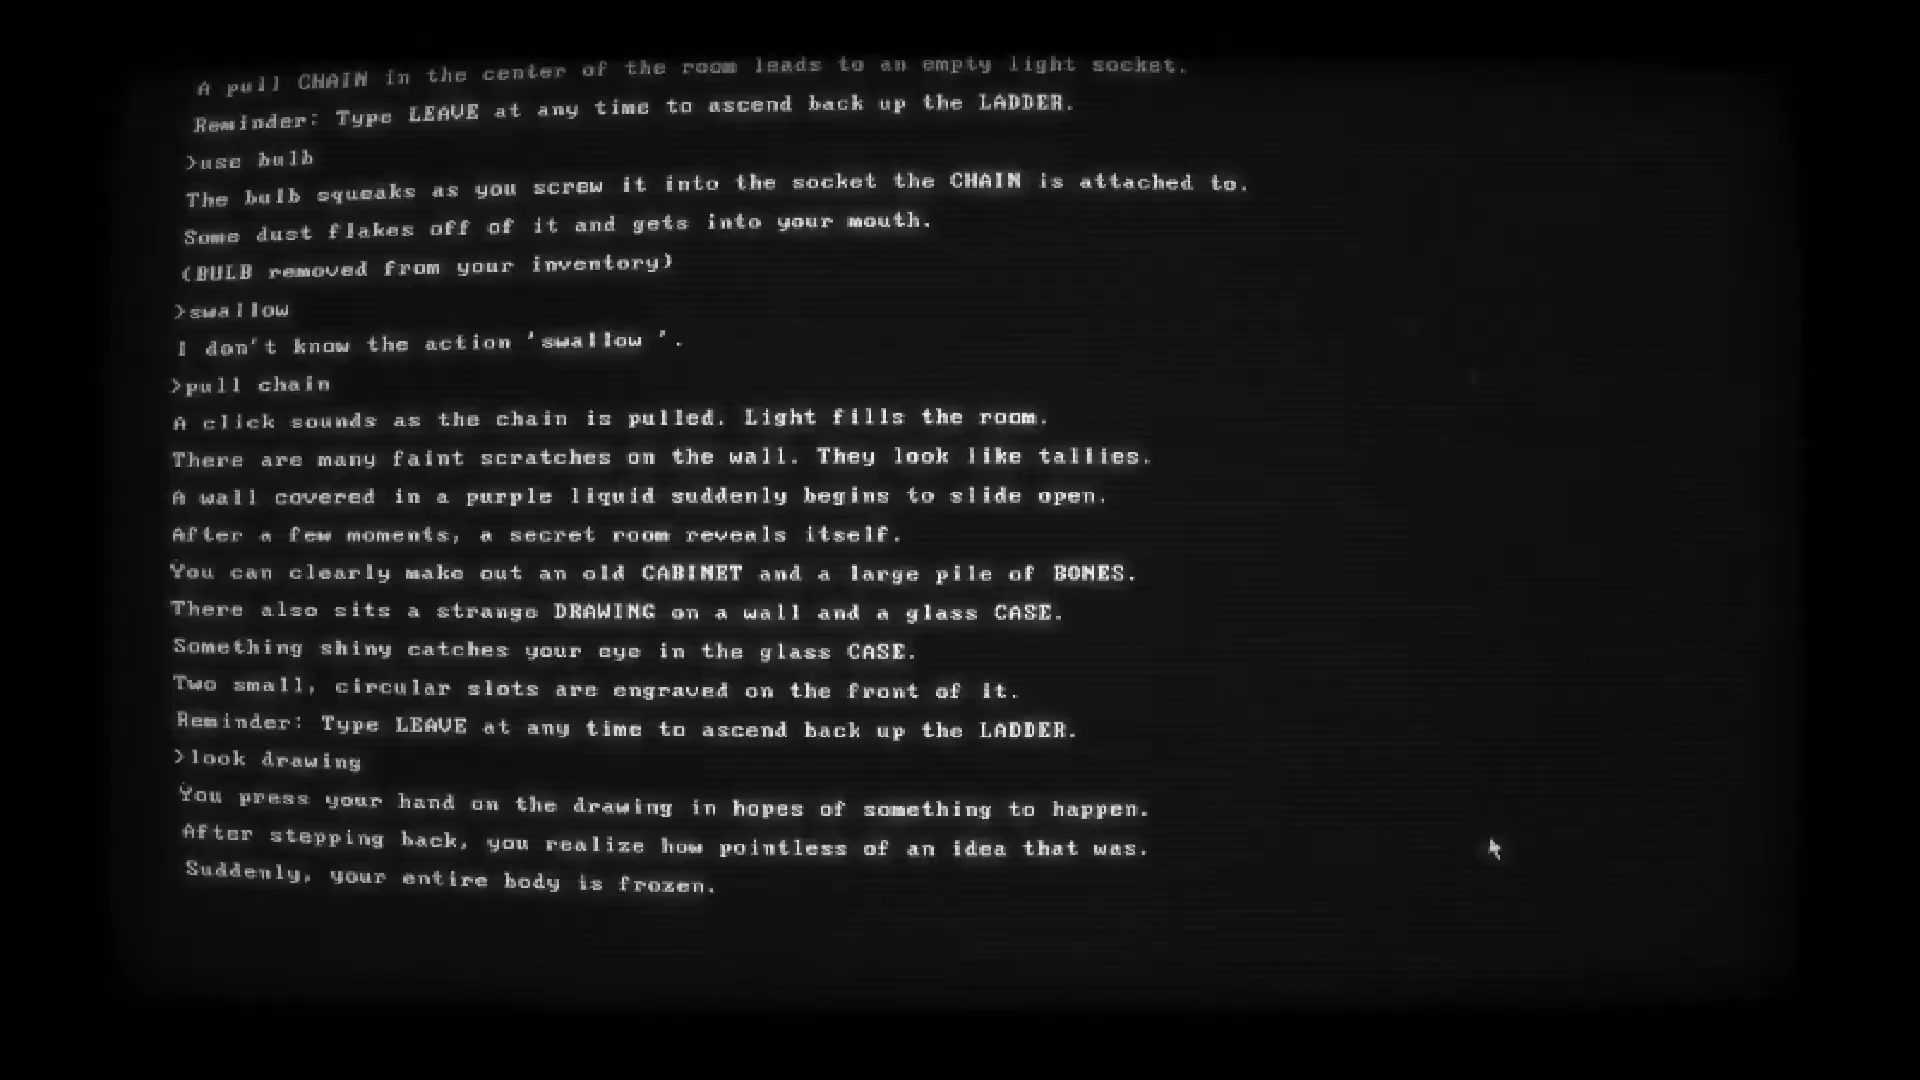 A pull CHAIN in the center of the room leads to an empty light socket.
Reminder: Type LEAVE at any time to ascend back up the LADDER.
>use bulb
The bulb squeaks as you screw it into the socket the CHAIN is attached to.
Some dust flakes off of it and gets into your mouth.
(BULB removed from your inventory)
>swallow
I don't know the action 'swallow '.
>pull chain
A click sounds as the chain is pulled. Light fills the room.
There are many faint scratches on the wall. They look like tallies.
A wall covered in a purple liquid suddenly begins to slide open.
After a few moments, a secret room reveals itself.
You can clearly make out an old CABINET and a large pile of BONES.
There also sits a strange DRAWING on a wall and a glass CASE.
Something shiny catches your eye in the glass CASE.
Two small, circular slots are engraved on the front of it.
Reminder: Type LEAVE at any time to ascend back up the LADDER.
>look drawing
You press your hand on the drawing in hopes of something to happen.
After stepping back, you realize how pointless of an idea that was.
Suddenly, your entire body is frozen.